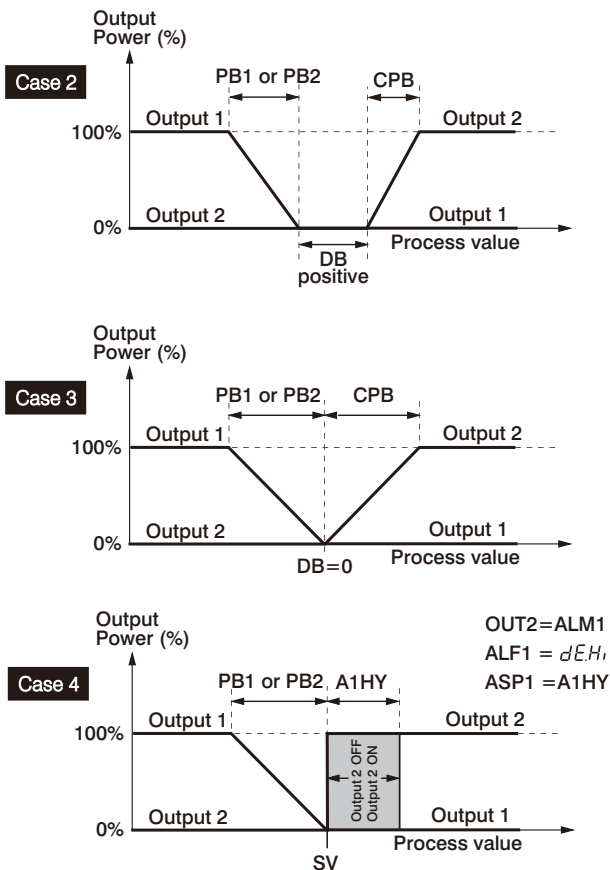 Output
Power (%)
Case 2
PB1 or PB2
CPB
100%
Output 1
Output 2
0%
Output 2
Output 1
Process value
DB
positive
Output
Power (%)
Case 3
PB1 or PB2
CPB
100%
Output 1
Output 2
0%
Output 2
Output 1
Process value
DB=0
Output
Power (%)
OUT2=ALM1
ALF1 = dE.Hi
ASP1 =A1HY
Case 4
PB1 or PB2
A1HY
100%
Output 1
Output 2
Output 2 OFF
Output 2 ON
0%
Output 2
Output 1
Process value
SV